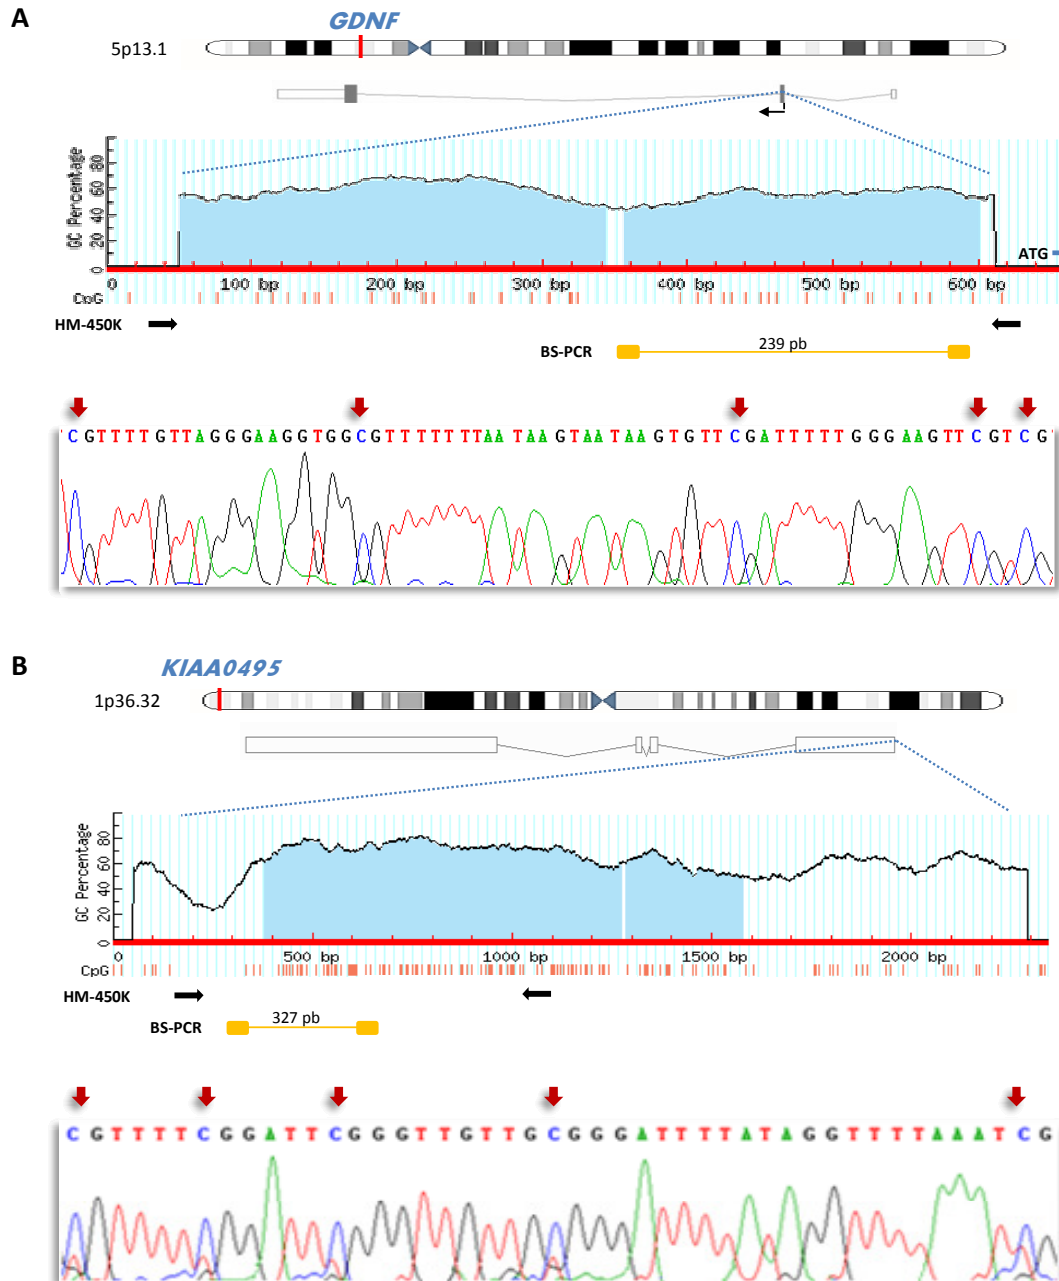 A
GDNF
5p13.1
GC Percentage
0 20 40 60 80
ATG
0 100 bp 200 bp 300 bp 400 bp 500 bp 600 bp
CpG
HM-450K
BS-PCR 239 pb
CGTTTTGTTAGGGAAGGTGGCGTTTTTTTAATAAGTAATAAGTGTTCGATTTTTGGGAAGTTCGTCG
B
KIAA0495
1p36.32
GC Percentage
0 20 40 60 80
0 500 bp 1000 bp 1500 bp 2000 bp
CpG
HM-450K
BS-PCR 327 pb
CGTTTTCGGATTCGGGTTGTTGCGGGATTTTATAGGTTTTAAATCG